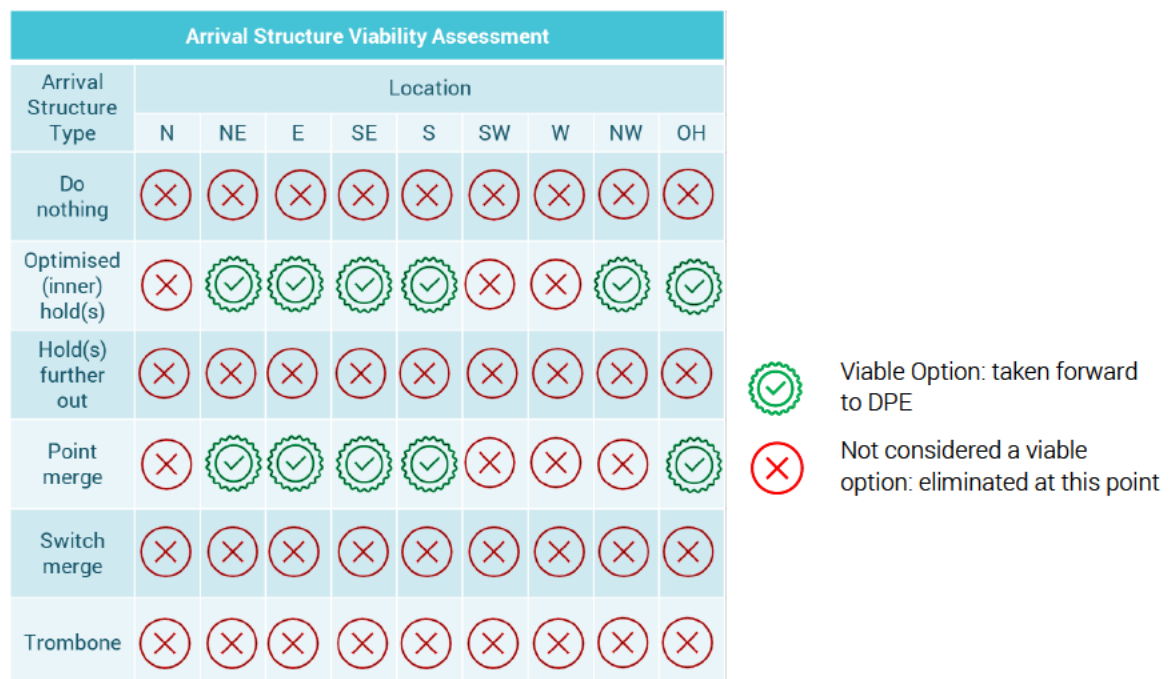 Arrival Structure Viability Assessment
Arrival
Structure
Type
Location
N NE E SE S SW W NW OH
Do
nothing
Optimised
(inner)
hold(s)
Hold(s)
further
out
Point
merge
Switch
merge
Trombone
Viable Option: taken forward
to DPE
Not considered a viable
option: eliminated at this point